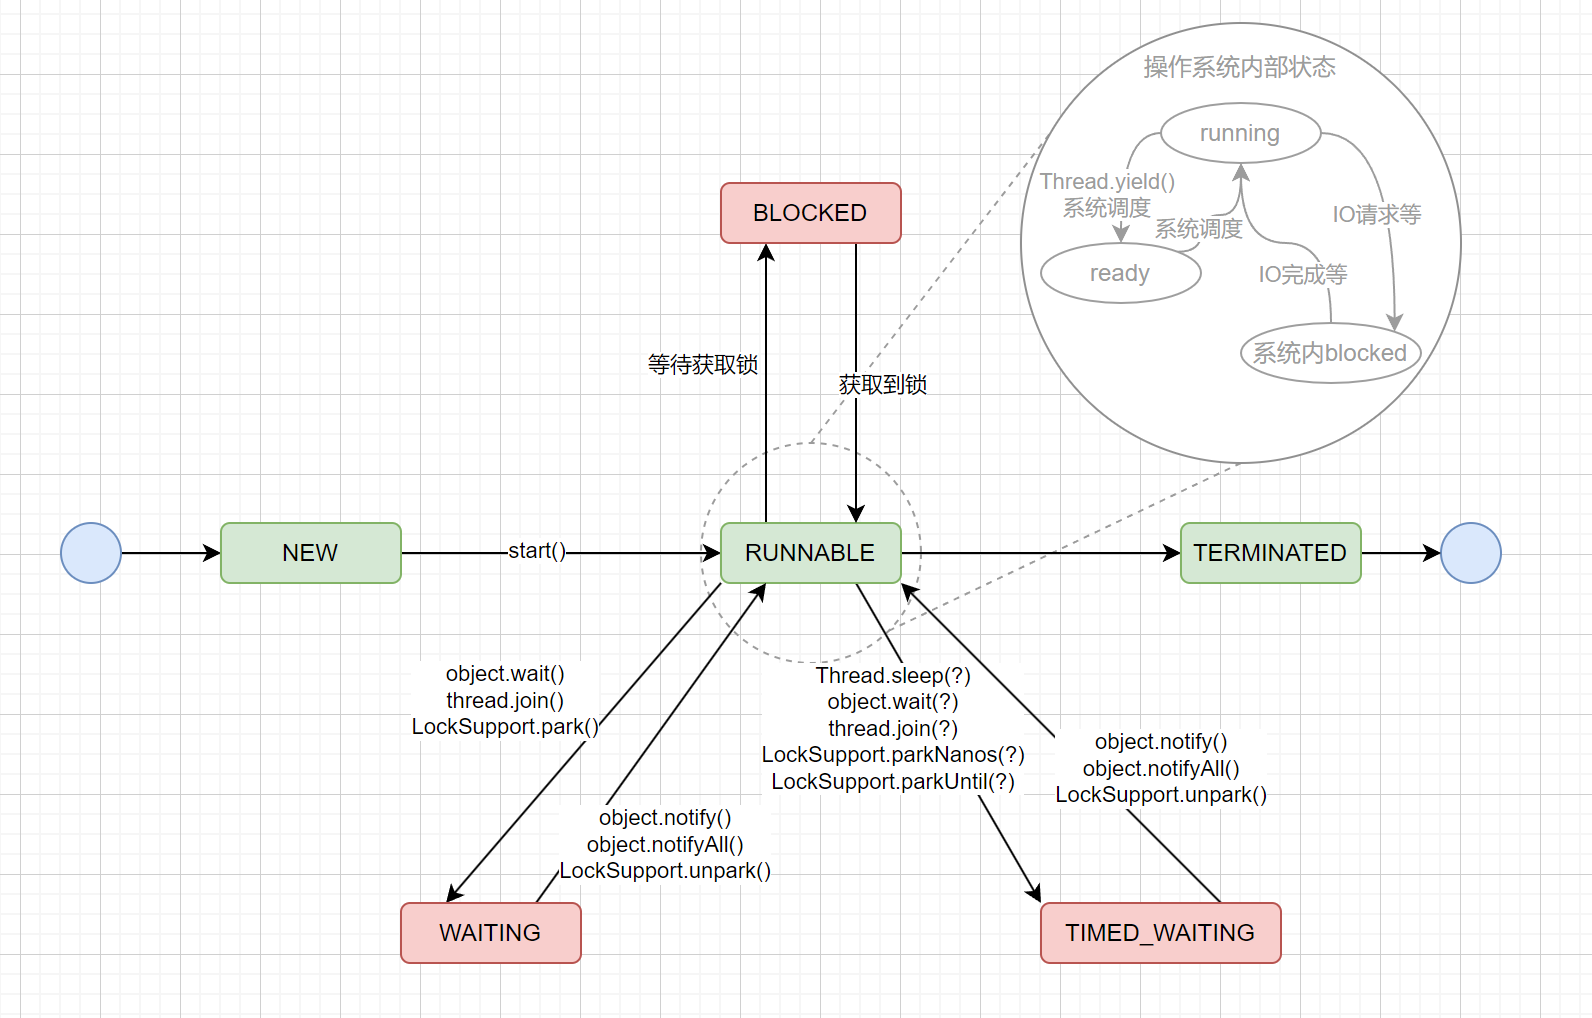 操作系统内部状态
running
Thread.yield()
系统调度
系统调度
IO请求等
ready
IO完成等
系统内blocked
BLOCKED
等待获取锁
获取到锁
NEW
start()
RUNNABLE
TERMINATED
object.wait()
thread.join()
LockSupport.park()
Thread.sleep(?)
object.wait(?)
thread.join(?)
LockSupport.parkNanos(?)
LockSupport.parkUntil(?)
object.notify()
object.notifyAll()
LockSupport.unpark()
object.notify()
object.notifyAll()
LockSupport.unpark()
WAITING
TIMED_WAITING